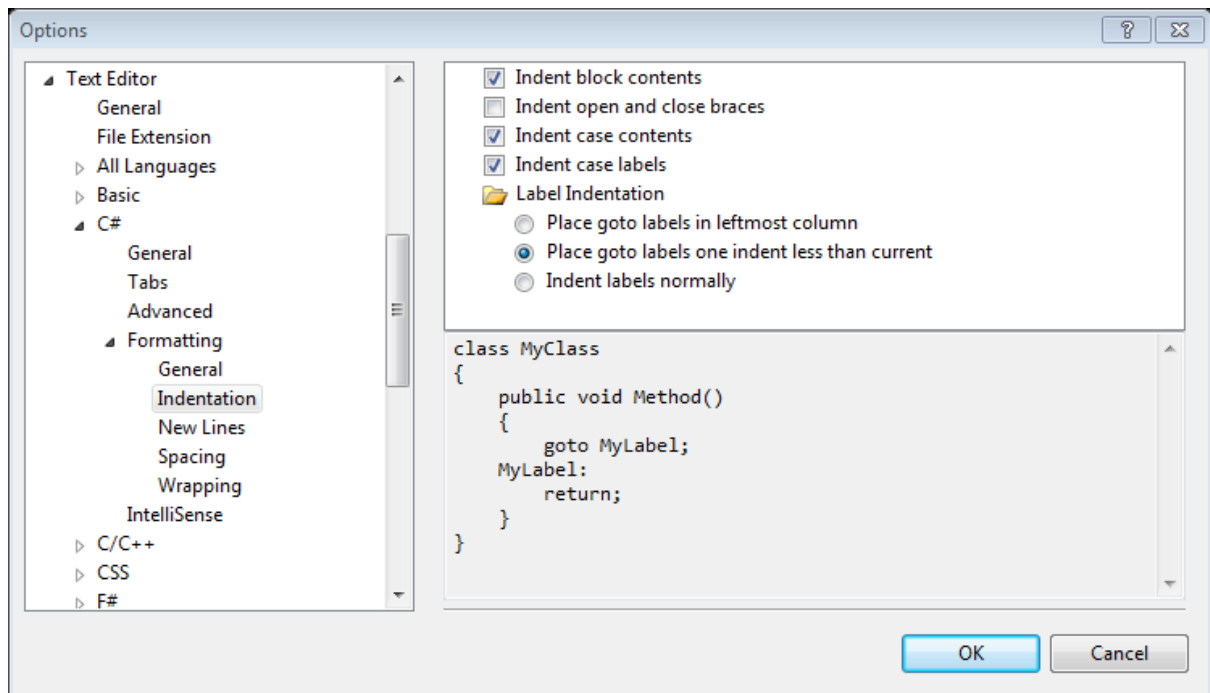 Options
Text Editor
General
File Extension
All Languages
Basic
C#
General
Tabs
Advanced
Formatting
General
Indentation
New Lines
Spacing
Wrapping
IntelliSense
C/C++
CSS
F#
Indent block contents
Indent open and close braces
Indent case contents
Indent case labels
Label Indentation
Place goto labels in leftmost column
Place goto labels one indent less than current
Indent labels normally
class MyClass
{
    public void Method()
    {
        goto MyLabel;
    MyLabel:
        return;
    }
}
OK
Cancel